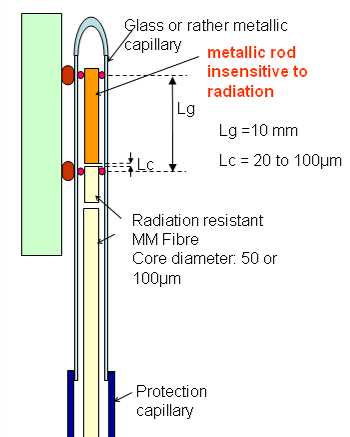 Glass or rather metallic
capillary
metallic rod
insensitive to
radiation
Lg
Lg =10 mm
Lc
Lc = 20 to 100µm
Radiation resistant
MM Fibre
Core diameter: 50 or
100µm
Protection
capillary